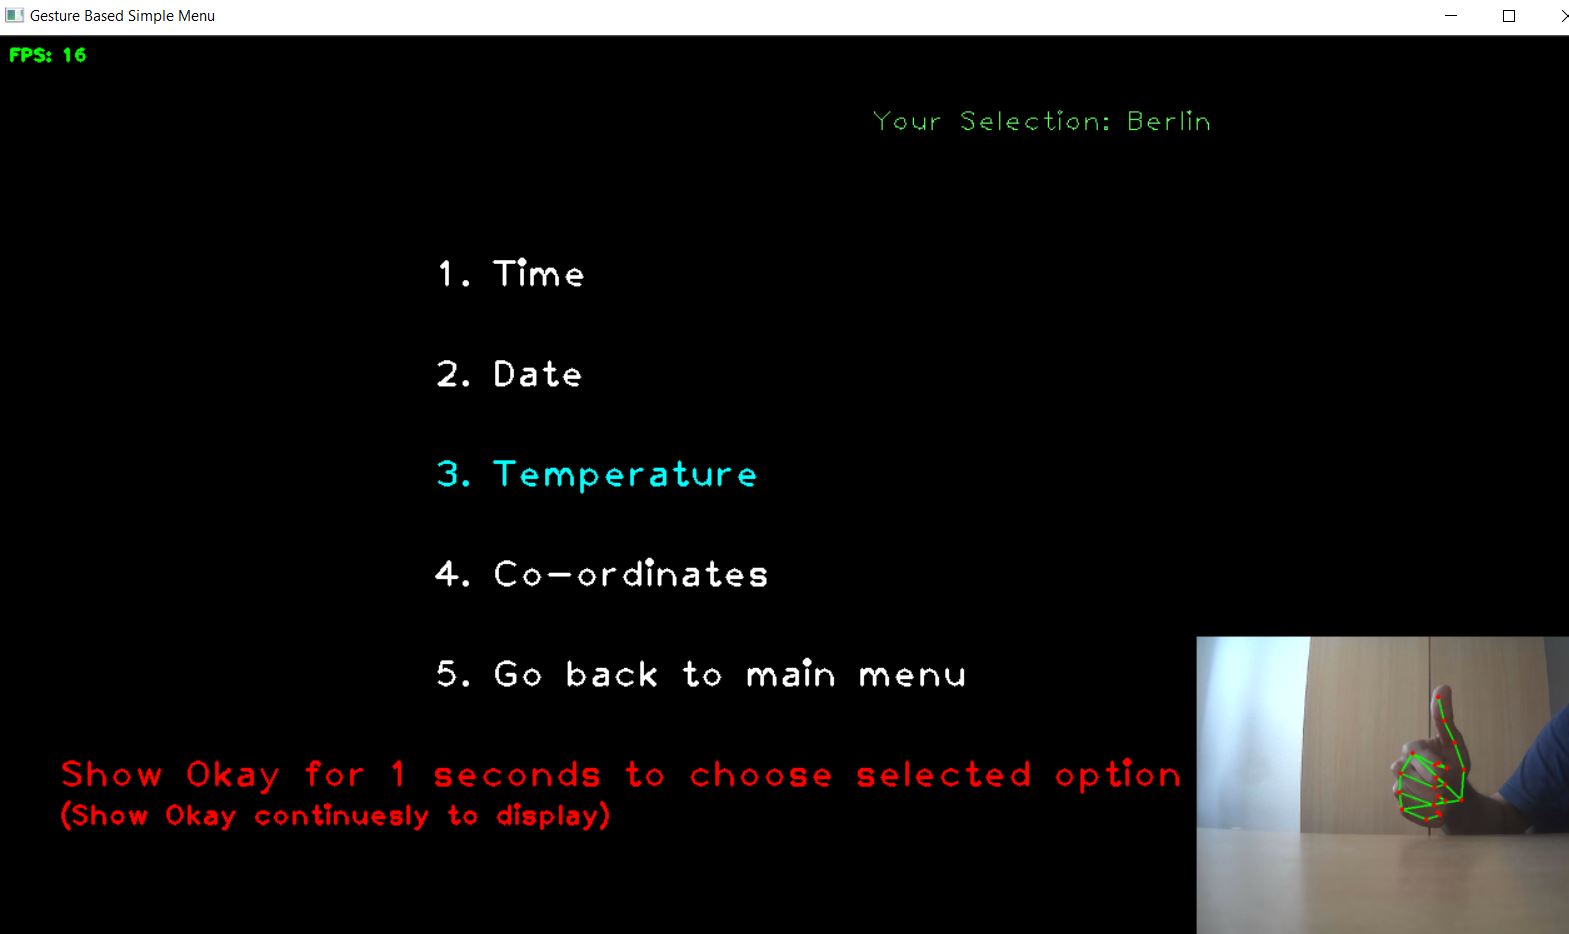 Gesture Based Simple Menu
FPS: 16
Your Selection: Berlin
1. Time
2. Date
3. Temperature
4. Co-ordinates
5. Go back to main menu
Show Okay for 1 seconds to choose selected option
(Show Okay continuesly to display)